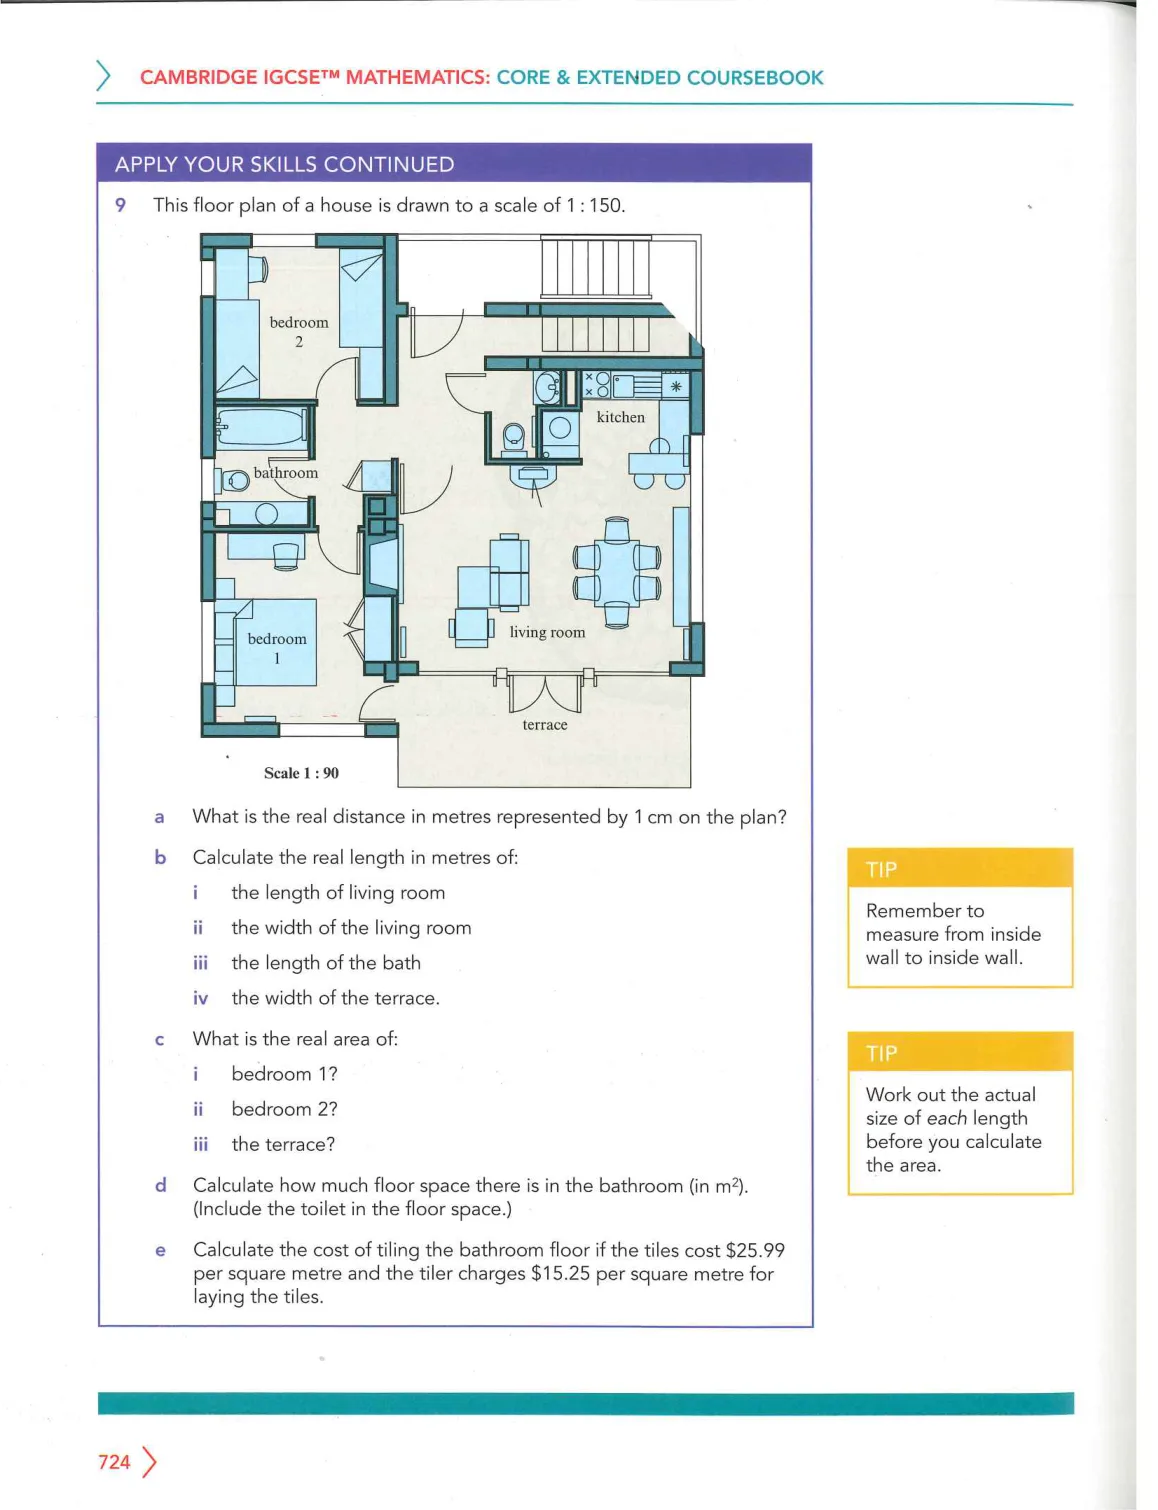 CAMBRIDGE IGCSE™ MATHEMATICS: CORE & EXTENDED COURSEBOOK
APPLY YOUR SKILLS CONTINUED
9 This floor plan of a house is drawn to a scale of 1 : 150.
bedroom
2
kitchen
bathroom
living room
bedroom
1
terrace
Scale 1 : 90
a What is the real distance in metres represented by 1 cm on the plan?
b Calculate the real length in metres of:
i the length of living room
ii the width of the living room
iii the length of the bath
iv the width of the terrace.
c What is the real area of:
i bedroom 1?
ii bedroom 2?
iii the terrace?
d Calculate how much floor space there is in the bathroom (in m²).
(Include the toilet in the floor space.)
e Calculate the cost of tiling the bathroom floor if the tiles cost $25.99
per square metre and the tiler charges $15.25 per square metre for
laying the tiles.
TIP
Remember to
measure from inside
wall to inside wall.
TIP
Work out the actual
size of each length
before you calculate
the area.
724